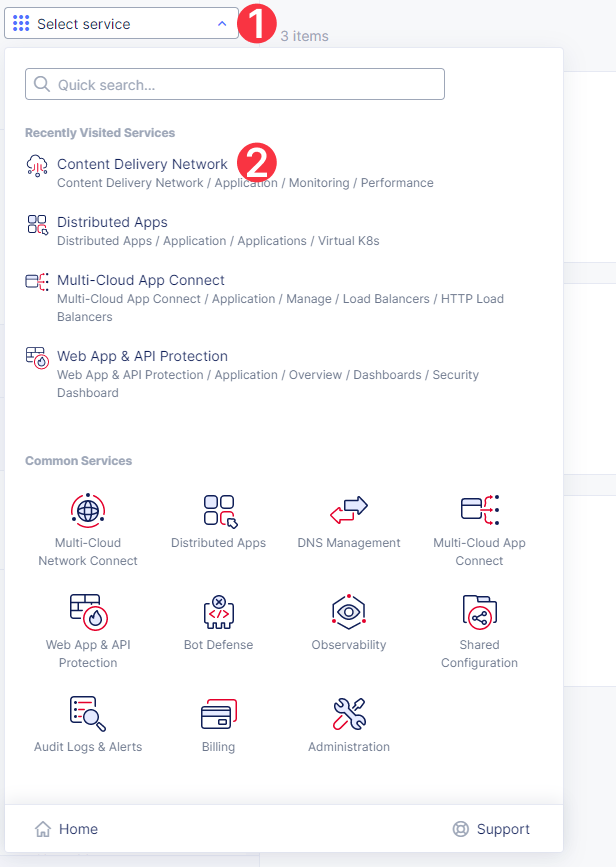 Select service
1
3 items
Quick search...
Recently Visited Services
Content Delivery Network
2
Content Delivery Network / Application / Monitoring / Performance
Distributed Apps
Distributed Apps / Application / Applications / Virtual K8s
Multi-Cloud App Connect
Multi-Cloud App Connect / Application / Manage / Load Balancers / HTTP Load
Balancers
Web App & API Protection
Web App & API Protection / Application / Overview / Dashboards / Security
Dashboard
Common Services
Multi-Cloud
Network Connect
Distributed Apps
DNS Management
Multi-Cloud App
Connect
Web App & API
Protection
Bot Defense
Observability
Shared
Configuration
Audit Logs & Alerts
Billing
Administration
Home
Support